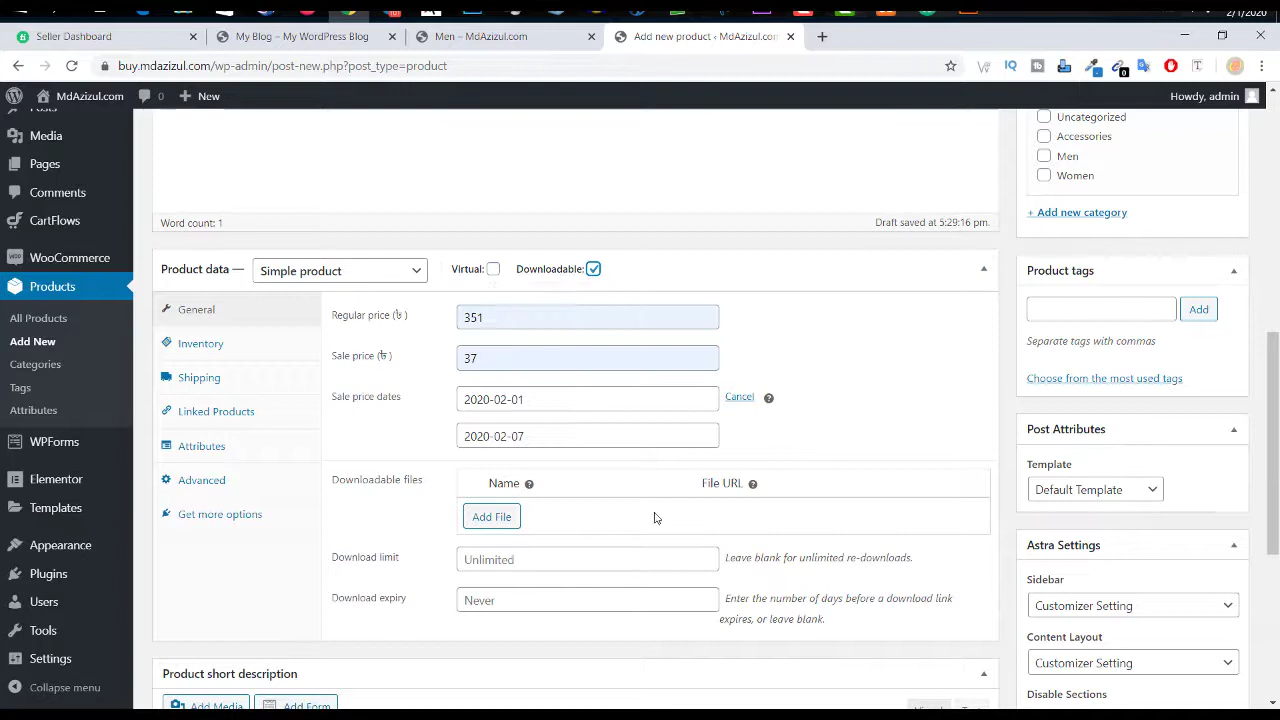 2/1/2020
Seller Dashboard
My Blog – My WordPress Blog
Men – MdAzizul.com
Add new product ‹ MdAzizul.com
buy.mdazizul.com/wp-admin/post-new.php?post_type=product
MdAzizul.com
0
New
Howdy, admin
Posts
Media
Pages
Comments
CartFlows
WooCommerce
Products
All Products
Add New
Categories
Tags
Attributes
WPForms
Elementor
Templates
Appearance
Plugins
Users
Tools
Settings
Collapse menu
Word count: 1
Draft saved at 5:29:16 pm.
Product data —
Simple product
Virtual:
Downloadable:
General
Inventory
Shipping
Linked Products
Attributes
Advanced
Get more options
Regular price (৳ )
351
Sale price (৳ )
37
Sale price dates
2020-02-01
Cancel
2020-02-07
Downloadable files
Name
File URL
Add File
Download limit
Unlimited
Leave blank for unlimited re-downloads.
Download expiry
Never
Enter the number of days before a download link
expires, or leave blank.
Product short description
Add Media
Add Form
Uncategorized
Accessories
Men
Women
+ Add new category
Product tags
Add
Separate tags with commas
Choose from the most used tags
Post Attributes
Template
Default Template
Astra Settings
Sidebar
Customizer Setting
Content Layout
Customizer Setting
Disable Sections